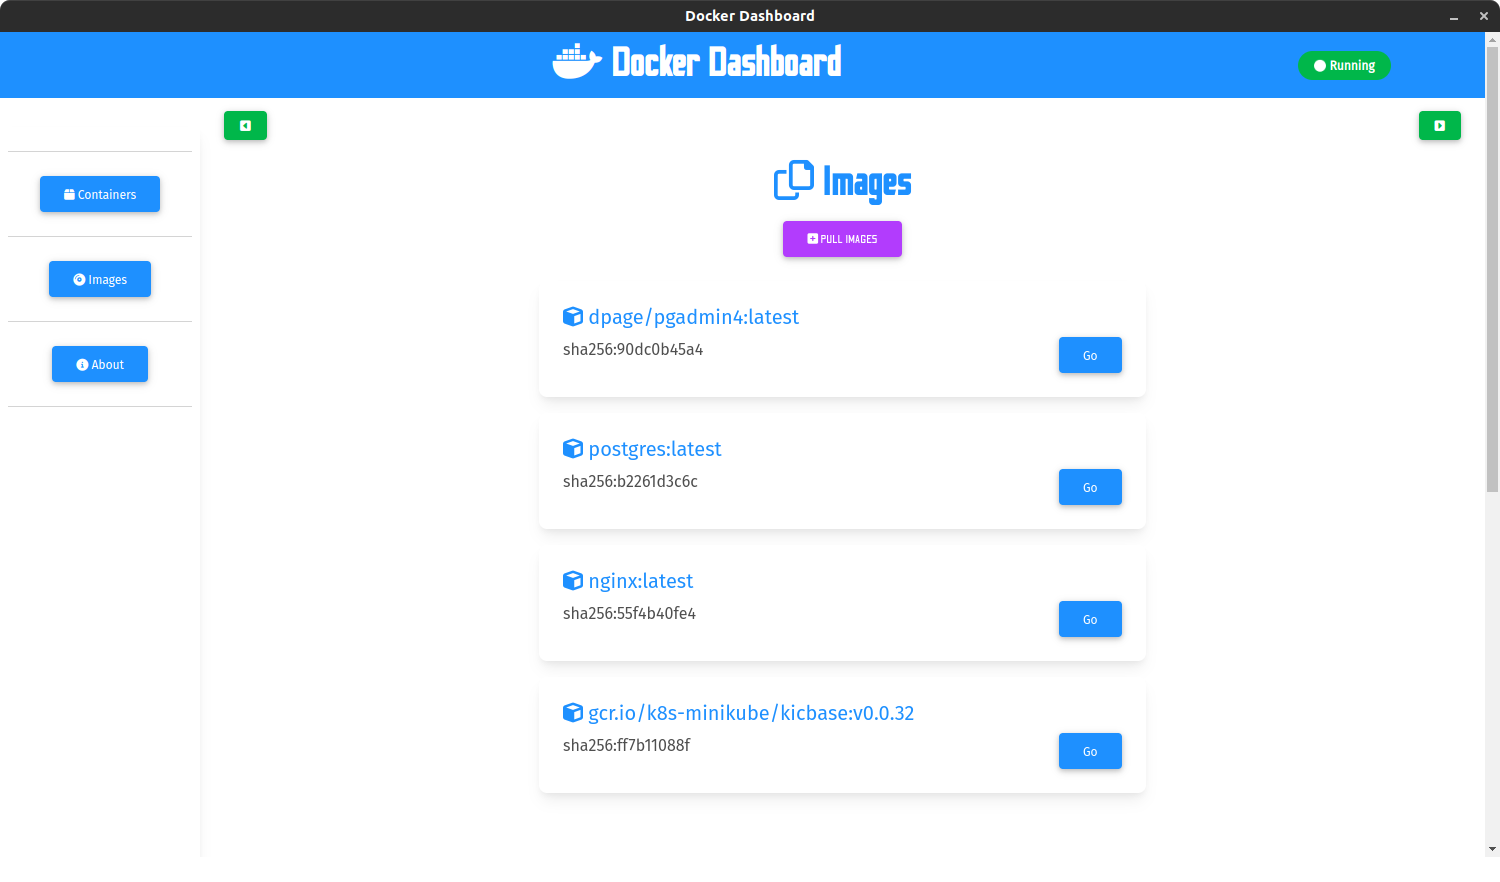 Docker Dashboard
Docker Dashboard
Running
Containers
Images
About
Images
PULL IMAGES
dpage/pgadmin4:latest
sha256:90dc0b45a4
Go
postgres:latest
sha256:b2261d3c6c
Go
nginx:latest
sha256:55f4b40fe4
Go
gcr.io/k8s-minikube/kicbase:v0.0.32
sha256:ff7b11088f
Go